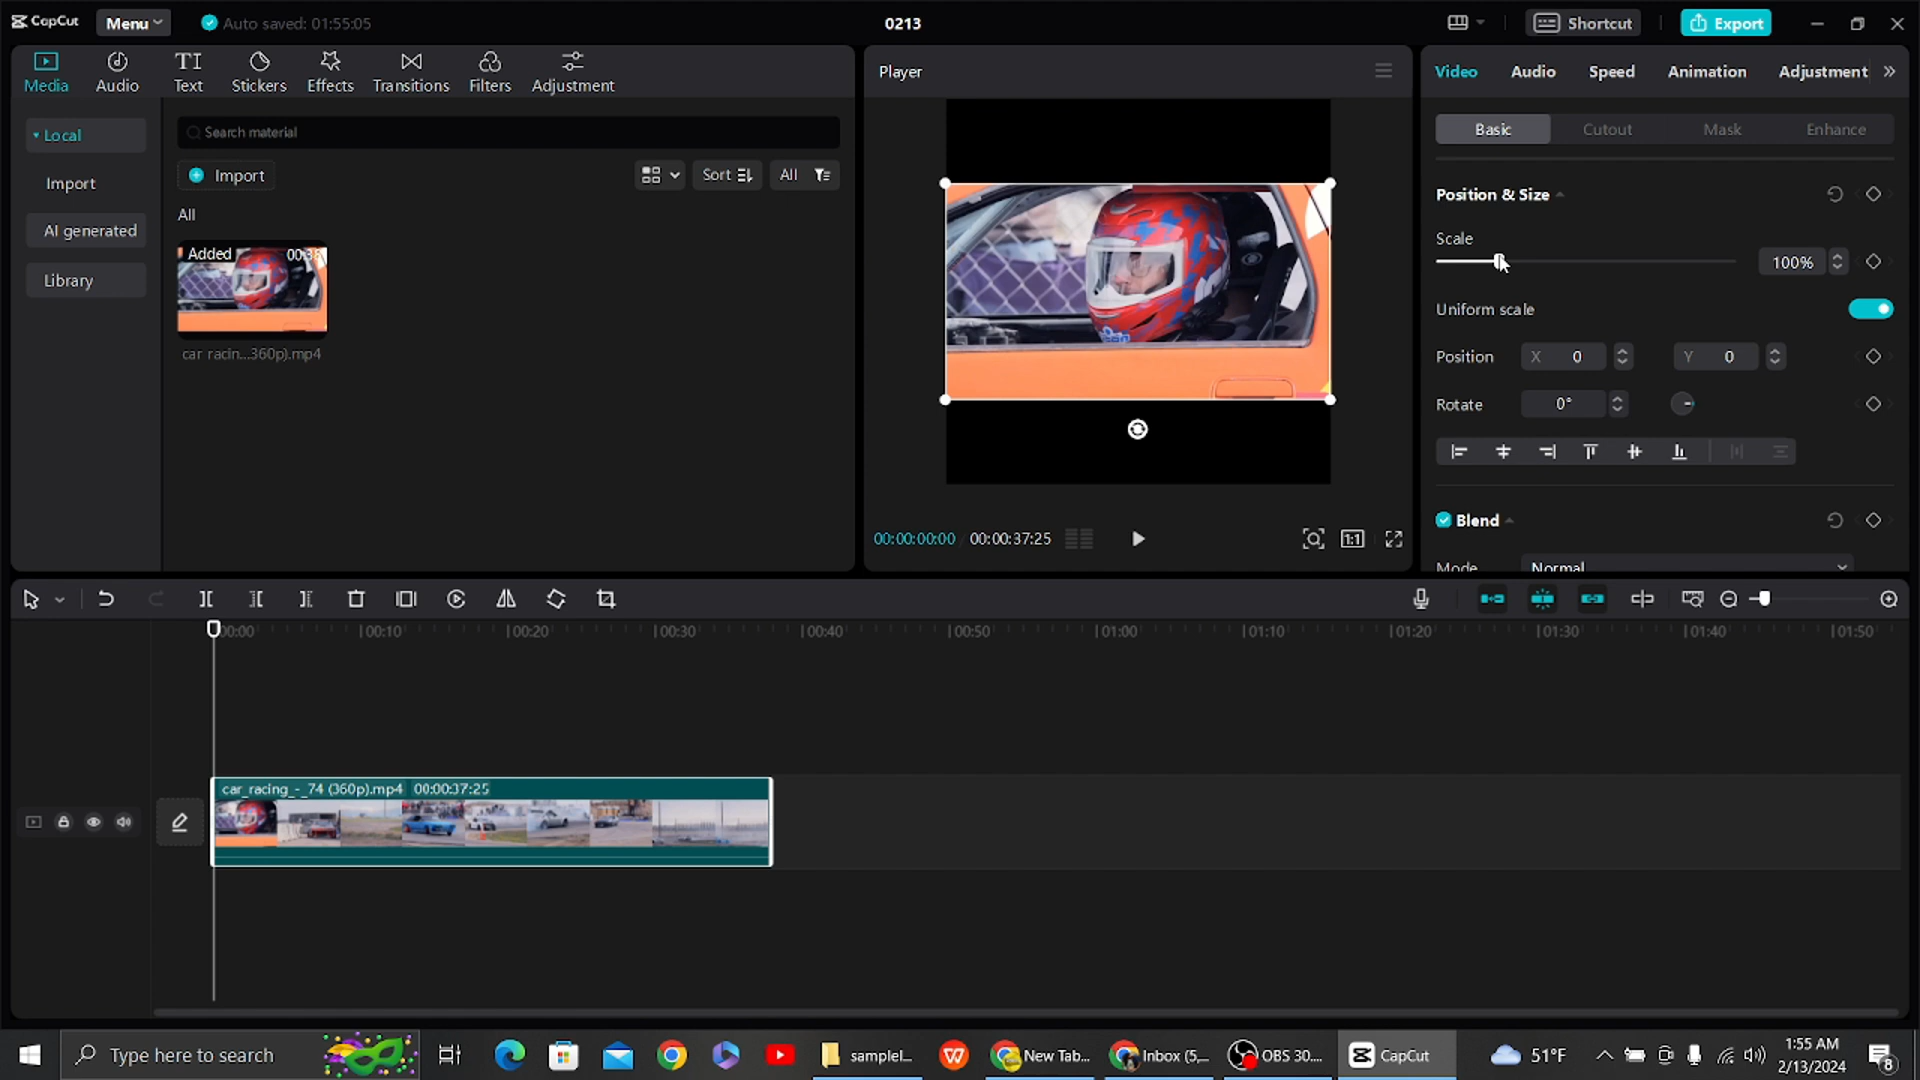 CapCut Menu Auto saved: 01:55:05 0213 Shortcut Export
Media Audio Text Stickers Effects Transitions Filters Adjustment
Local
Import
AI generated
Library
Search material
Import Sort All
All
Added 00:38
car racin...360p).mp4
Player
00:00:00:00 00:00:37:25 1:1
Video Audio Speed Animation Adjustment
Basic Cutout Mask Enhance
Position & Size
Scale
100%
Uniform scale
Position X 0 Y 0
Rotate 0°
Blend
Mode Normal
00:00 00:10 00:20 00:30 00:40 00:50 01:00 01:10 01:20 01:30 01:40 01:50
car_racing_-_74 (360p).mp4 00:00:37:25
Type here to search samplel... New Tab... Inbox (5,... OBS 30.... CapCut 51°F 1:55 AM
2/13/2024 8